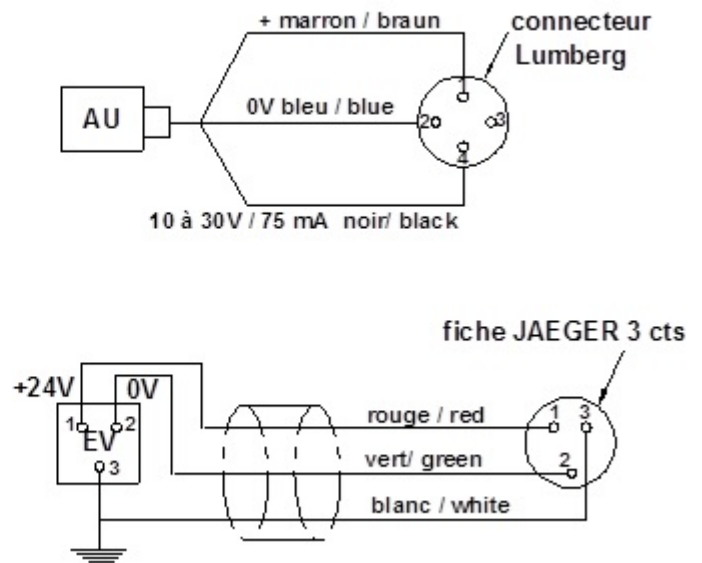 + marron / braun
connecteur
Lumberg
AU
0V bleu / blue
1
2
3
4
10 à 30V / 75 mA noir/ black
fiche JAEGER 3 cts
+24V
0V
1
2
EV
3
rouge / red
1
3
vert/ green
2
blanc / white